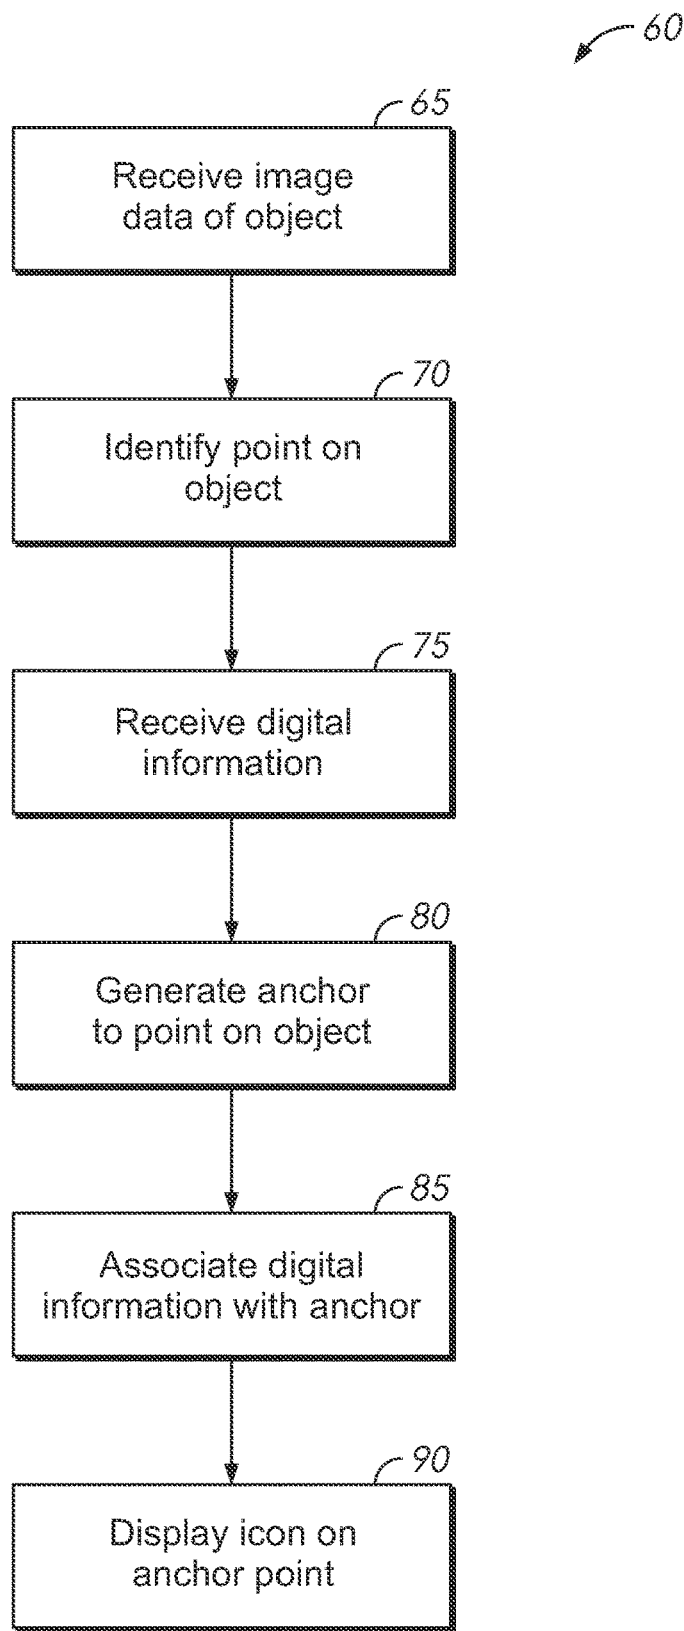 60
65
Receive image
data of object
70
Identify point on
object
75
Receive digital
information
80
Generate anchor
to point on object
85
Associate digital
information with anchor
90
Display icon on
anchor point